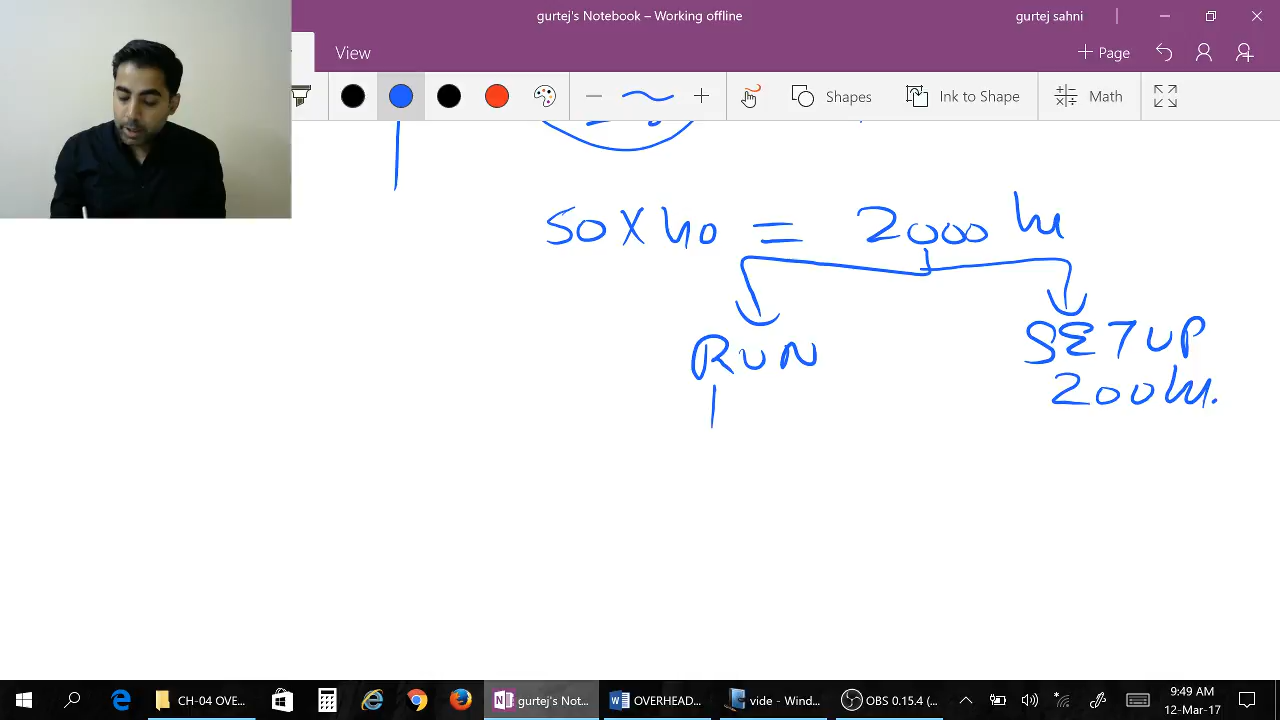 gurtej's Notebook – Working offline
gurtej sahni
View
Page
Shapes
Ink to Shape
Math
50 X 40 = 2000 hr
RUN
SETUP
1
200 hr.
CH-04 OVE...
gurtej's Not...
OVERHEAD...
vide - Wind...
OBS 0.15.4 (...
9:49 AM
12-Mar-17